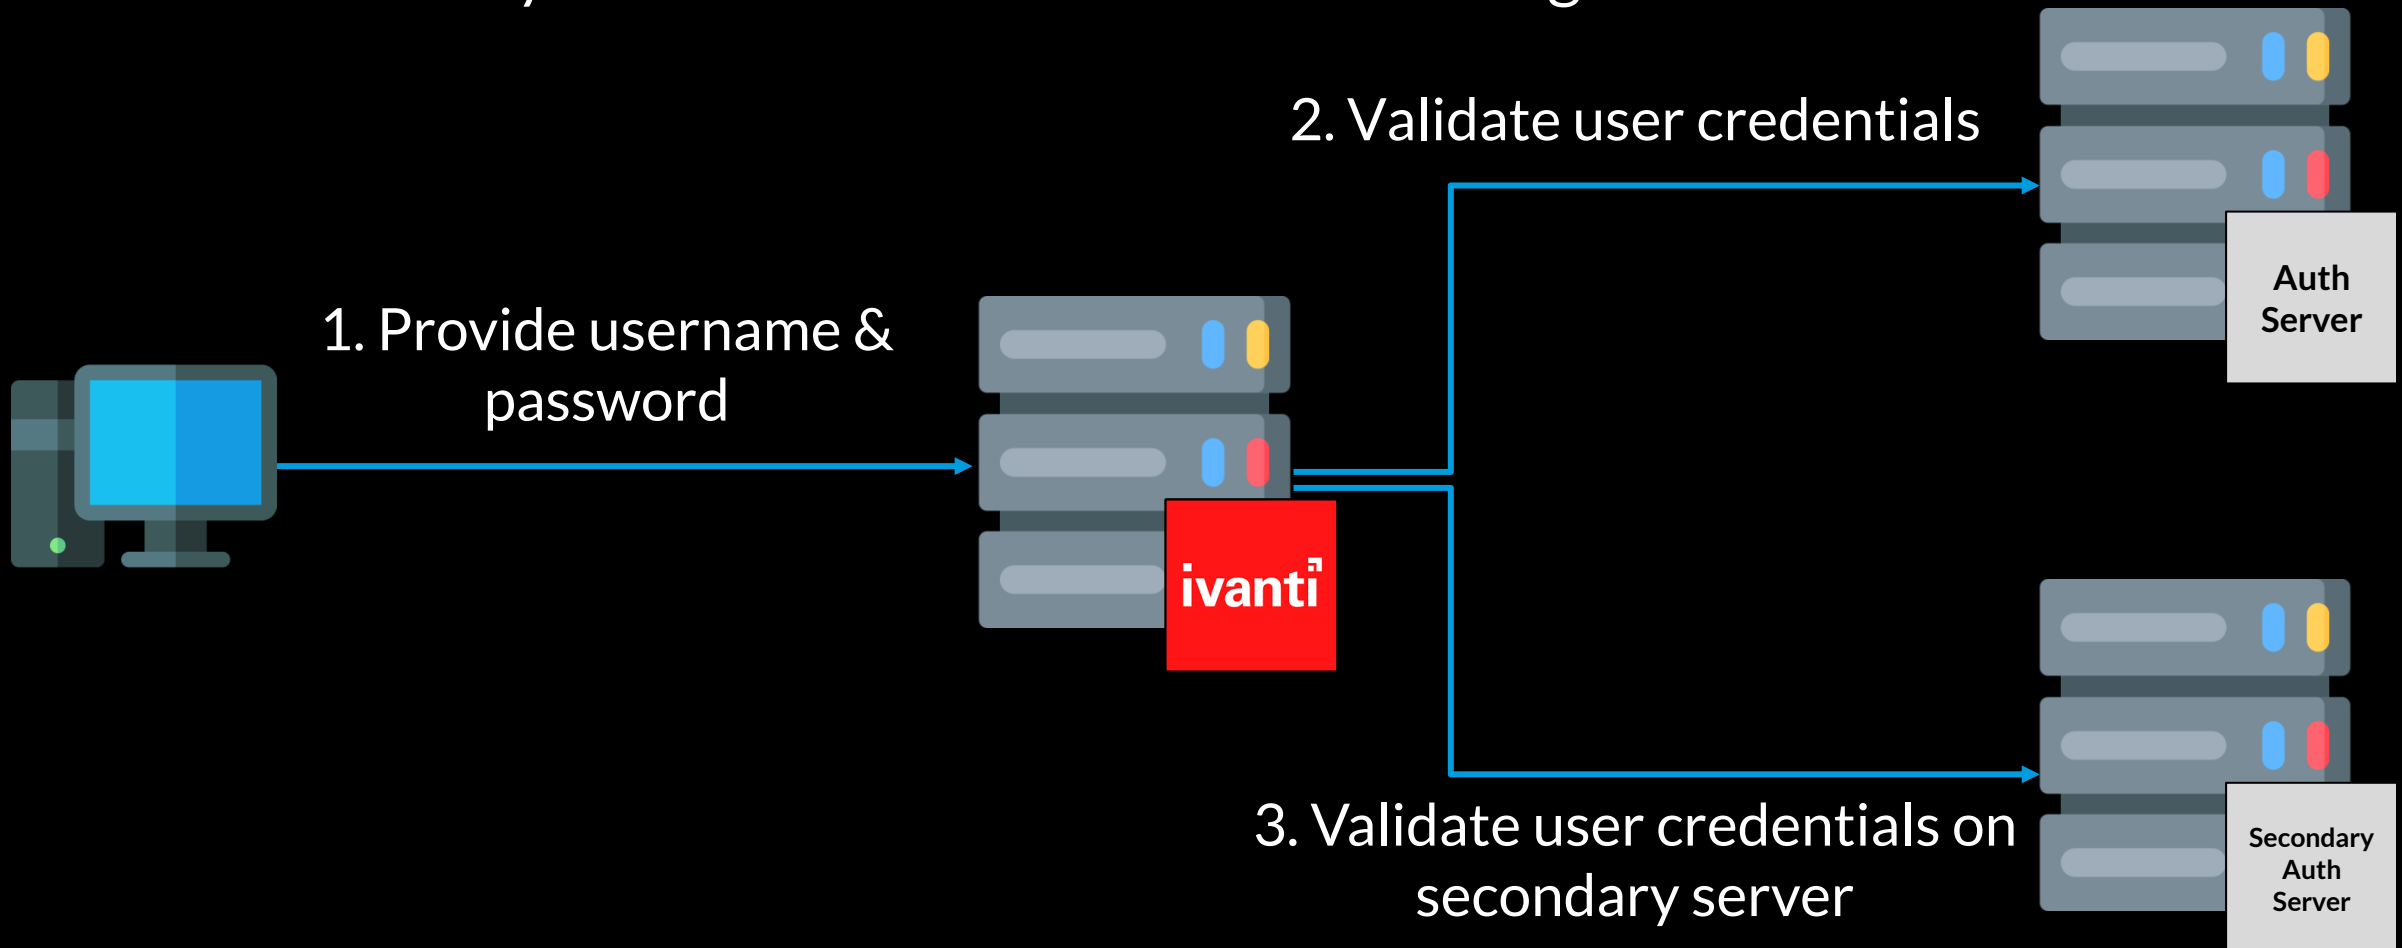 1. Provide username &
password
ivanti
2. Validate user credentials
Auth
Server
3. Validate user credentials on
secondary server
Secondary
Auth
Server